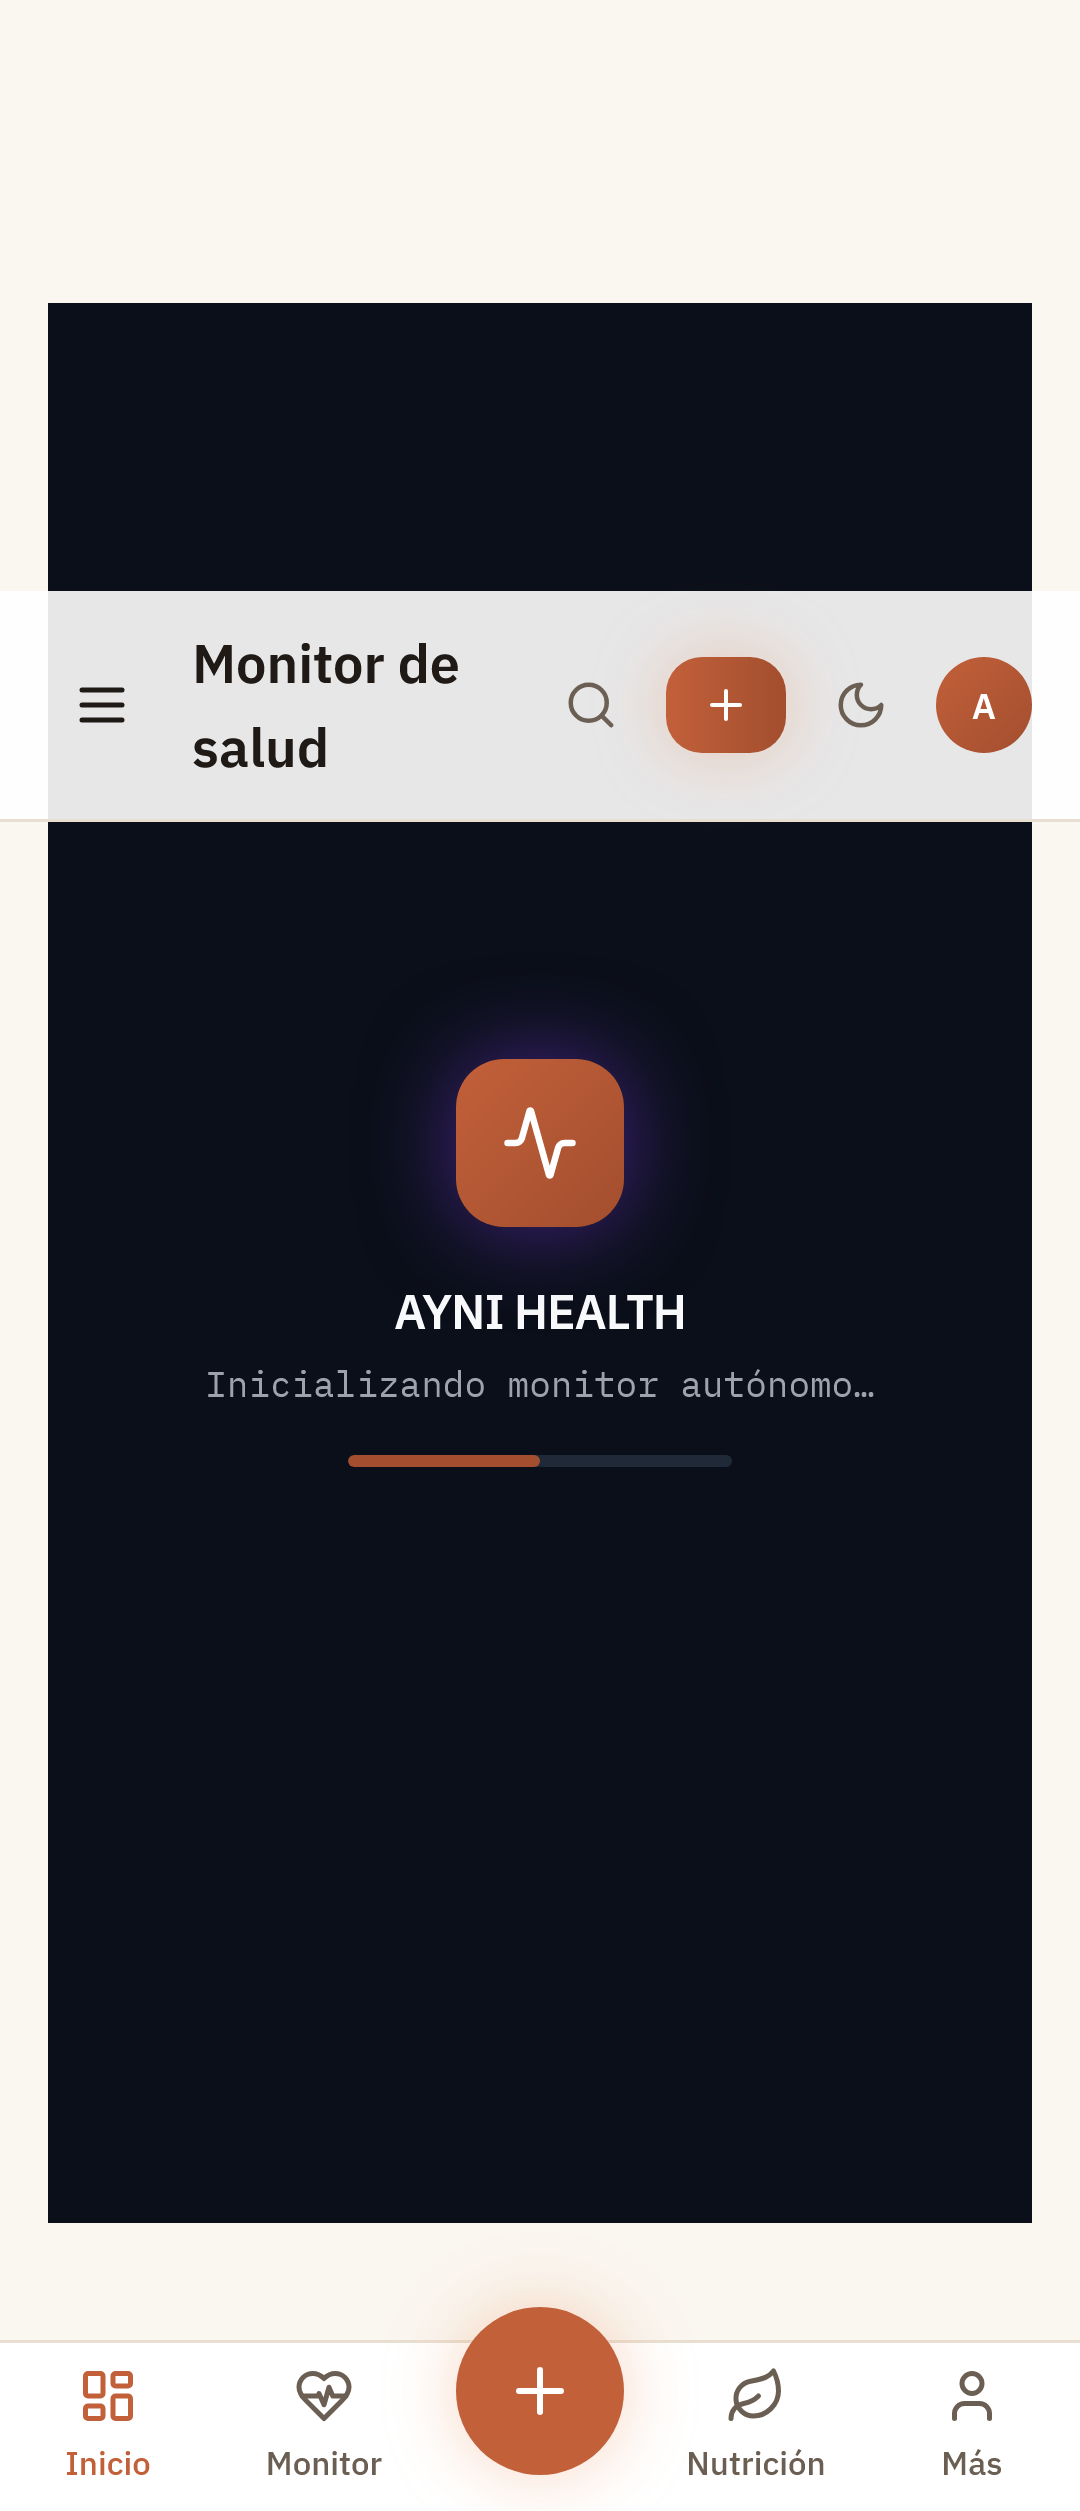 Monitor de
salud
A
AYNI HEALTH
Inicializando monitor autónomo…
Inicio
Monitor
Nutrición
Más